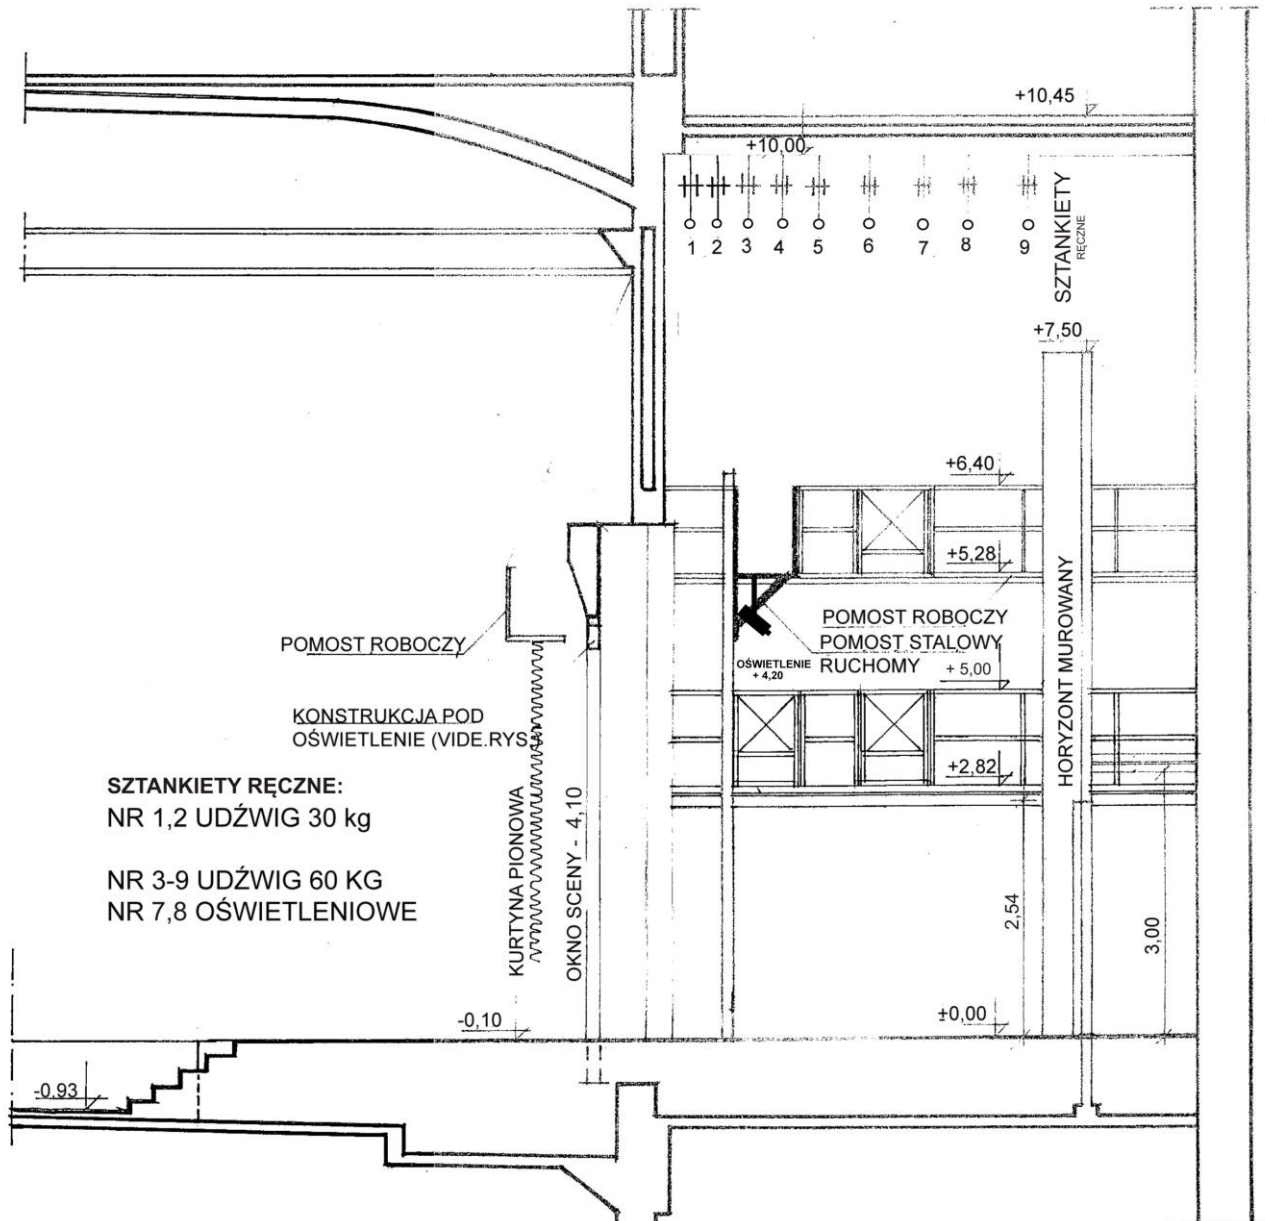 +10,45
+10,00
1 2 3 4 5 6 7 8 9
SZTANKIETY
RĘCZNE
+7,50
+6,40
+5,28
HORYZONT MUROWANY
POMOST ROBOCZY
POMOST ROBOCZY
POMOST STALOWY
RUCHOMY
OŚWIETLENIE
+ 4,20
+ 5,00
KONSTRUKCJA POD
OŚWIETLENIE (VIDE.RYS.)
+2,82
SZTANKIETY RĘCZNE:
NR 1,2 UDŹWIG 30 kg
NR 3-9 UDŹWIG 60 KG
NR 7,8 OŚWIETLENIOWE
KURTYNA PIONOWA
OKNO SCENY - 4,10
2,54
3,00
-0,10
±0,00
-0,93